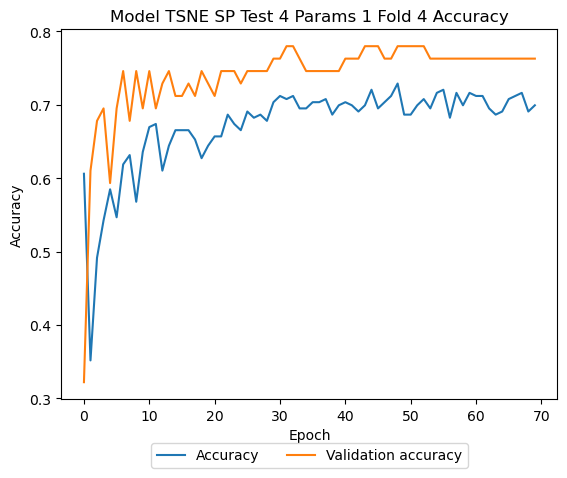 Model TSNE SP Test 4 Params 1 Fold 4 Accuracy
0.8
0.7
0.6
0.5
0.4
0.3
Accuracy
0 10 20 30 40 50 60 70
Epoch
Accuracy Validation accuracy